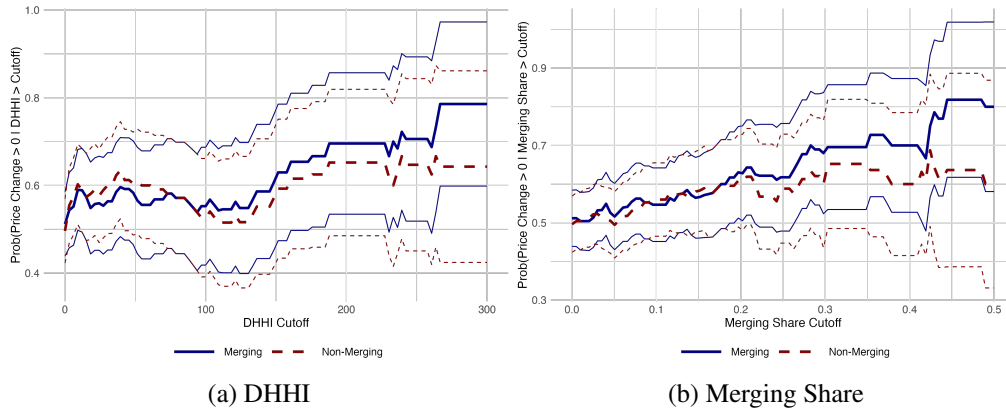 Prob(Price Change > 0 | DHHI > Cutoff)
1.0
0.8
0.6
0.4
0
100
200
300
DHHI Cutoff
Merging
Non-Merging
(a) DHHI
Prob(Price Change > 0 | Merging Share > Cutoff)
0.9
0.7
0.5
0.3
0.0
0.1
0.2
0.3
0.4
0.5
Merging Share Cutoff
Merging
Non-Merging
(b) Merging Share